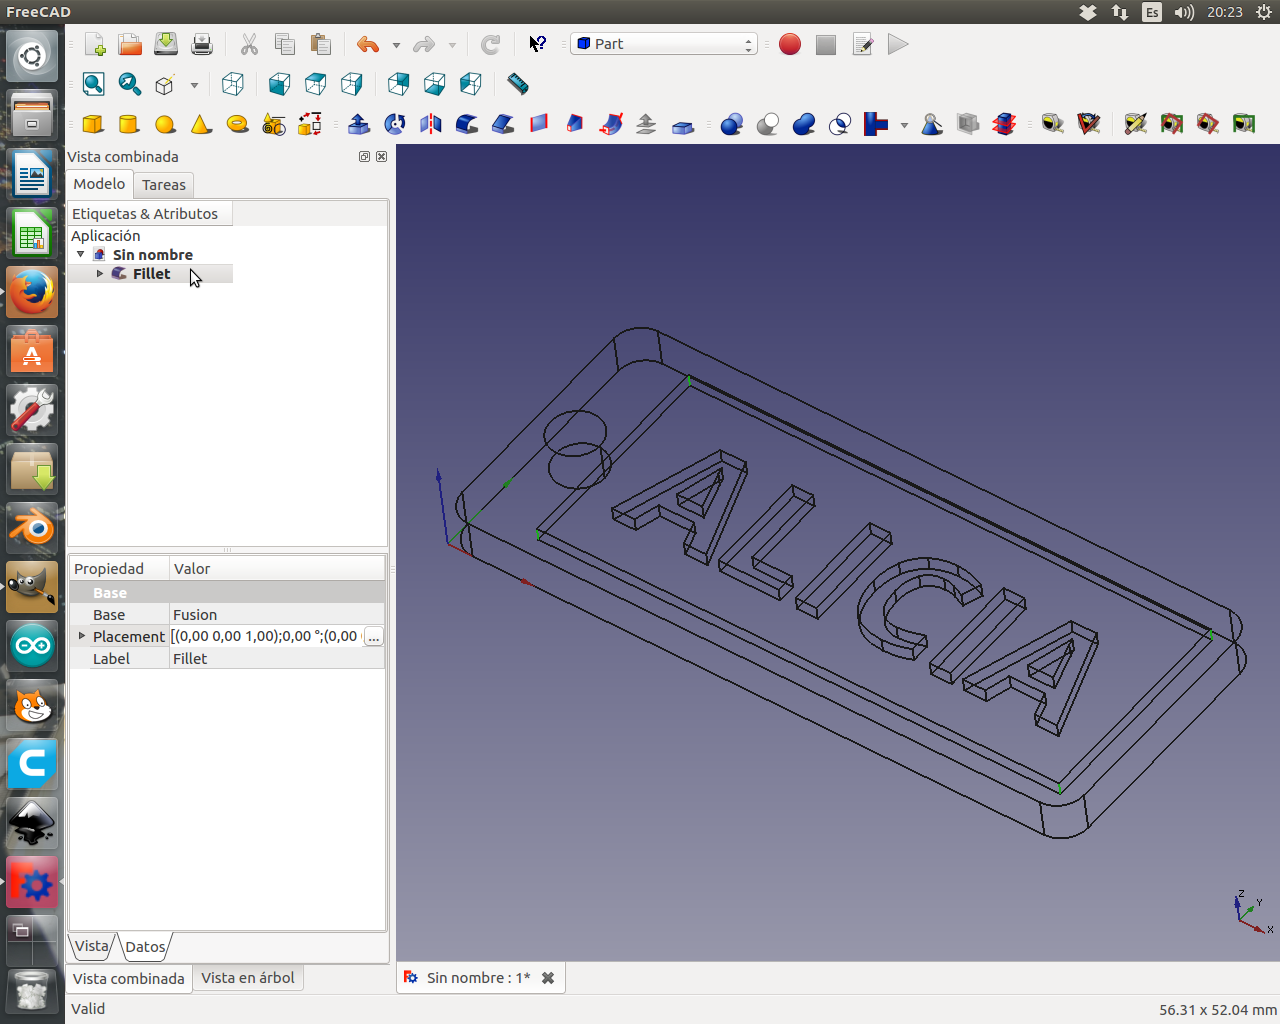 FreeCAD
Es
20:23
Part
Vista combinada
Modelo
Tareas
Etiquetas & Atributos
Aplicación
Sin nombre
Fillet
Propiedad
Valor
Base
Base
Fusion
Placement
[(0,00 0,00 1,00);0,00 °;(0,00
...
Label
Fillet
Vista
Datos
Vista combinada
Vista en árbol
Valid
ALICIA
Z
Y
X
Sin nombre : 1*
56.31 x 52.04 mm